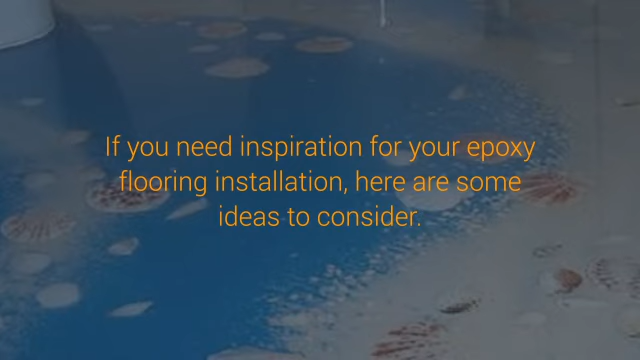 If you need inspiration for your epoxy
flooring installation, here are some
ideas to consider.